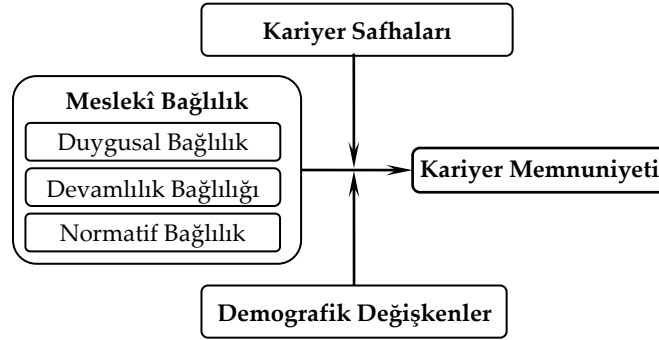 Kariyer Safhaları
Meslekî Bağlılık
Duygusal Bağlılık
Devamlılık Bağlılığı
Normatif Bağlılık
Kariyer Memnuniyeti
Demografik Değişkenler